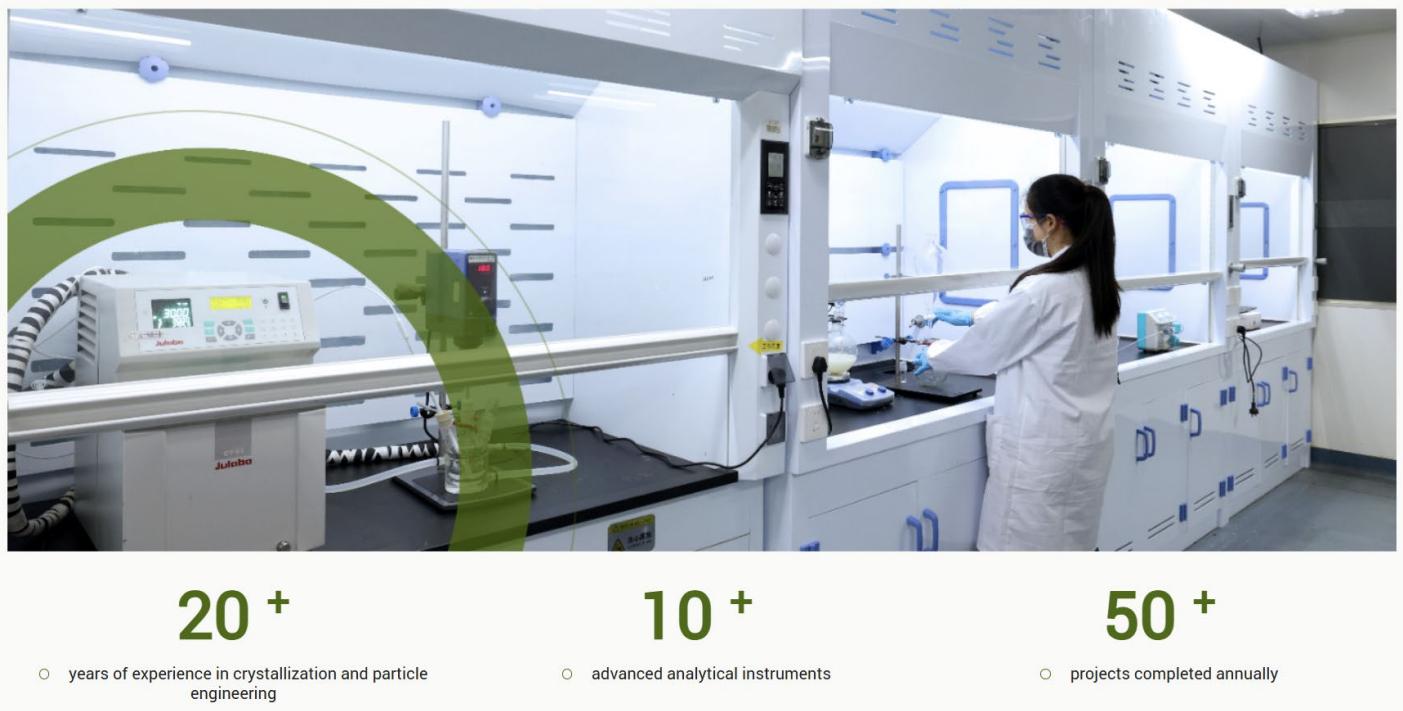 Julabo
Julabo
20 +
years of experience in crystallization and particle
engineering
10 +
advanced analytical instruments
50 +
projects completed annually